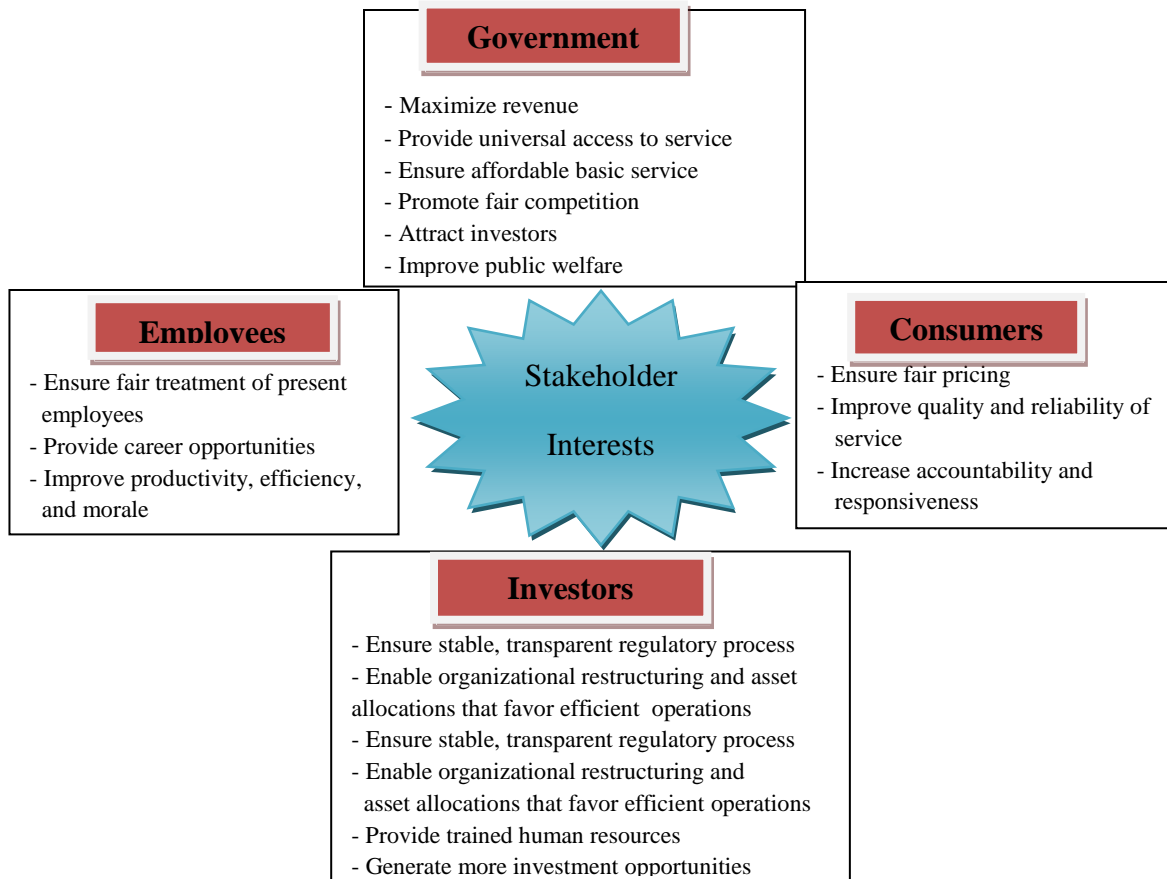 Government
- Maximize revenue
- Provide universal access to service
- Ensure affordable basic service
- Promote fair competition
- Attract investors
- Improve public welfare
Employees
- Ensure fair treatment of present
employees
- Provide career opportunities
- Improve productivity, efficiency,
and morale
Stakeholder
Interests
Consumers
- Ensure fair pricing
- Improve quality and reliability of
service
- Increase accountability and
responsiveness
Investors
- Ensure stable, transparent regulatory process
- Enable organizational restructuring and asset
allocations that favor efficient operations
- Ensure stable, transparent regulatory process
- Enable organizational restructuring and
asset allocations that favor efficient operations
- Provide trained human resources
- Generate more investment opportunities